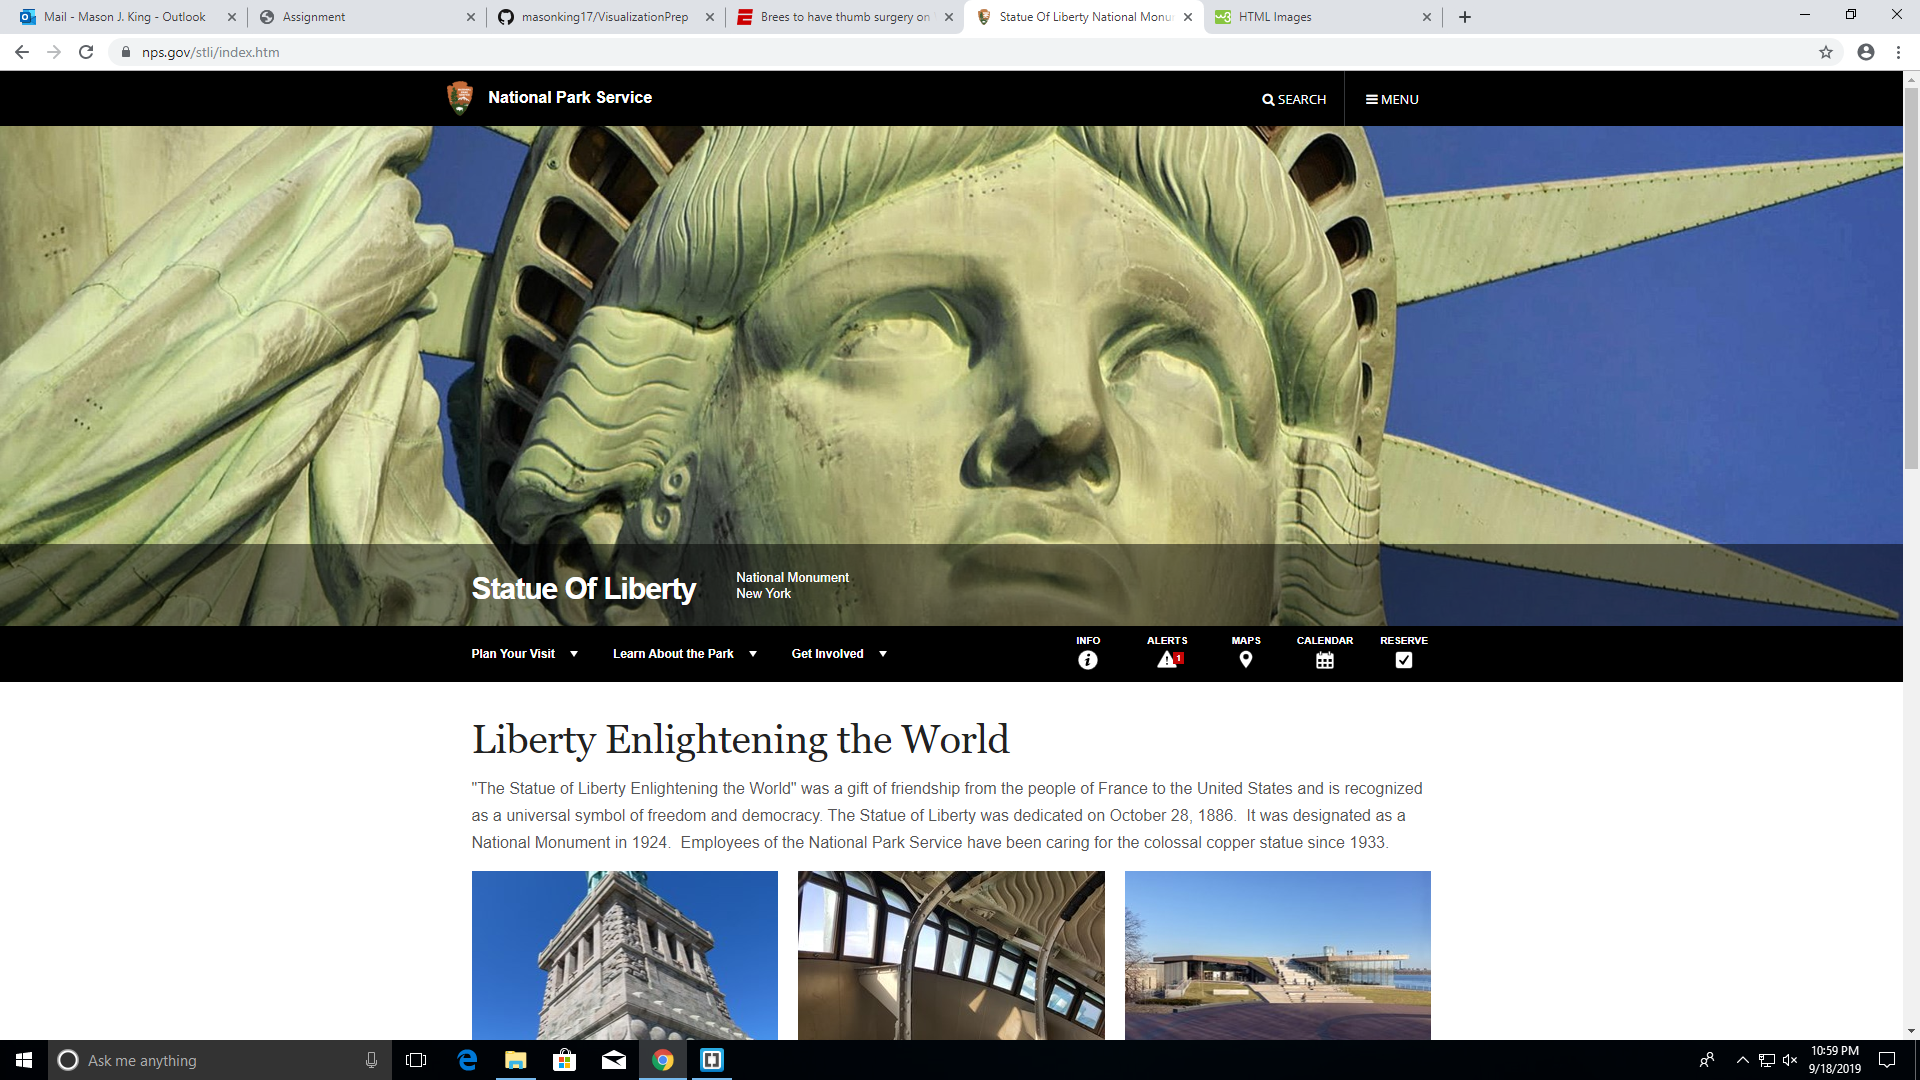 Mail - Mason J. King - Outlook
Assignment
masonking17/VisualizationPrep
Brees to have thumb surgery on
Statue Of Liberty National Monu
HTML Images
nps.gov/stli/index.htm
National Park Service
SEARCH
MENU
Statue Of Liberty
National Monument
New York
Plan Your Visit
Learn About the Park
Get Involved
INFO
ALERTS
1
MAPS
CALENDAR
RESERVE
Liberty Enlightening the World
"The Statue of Liberty Enlightening the World" was a gift of friendship from the people of France to the United States and is recognized
as a universal symbol of freedom and democracy. The Statue of Liberty was dedicated on October 28, 1886.  It was designated as a
National Monument in 1924.  Employees of the National Park Service have been caring for the colossal copper statue since 1933.
Ask me anything
10:59 PM
9/18/2019